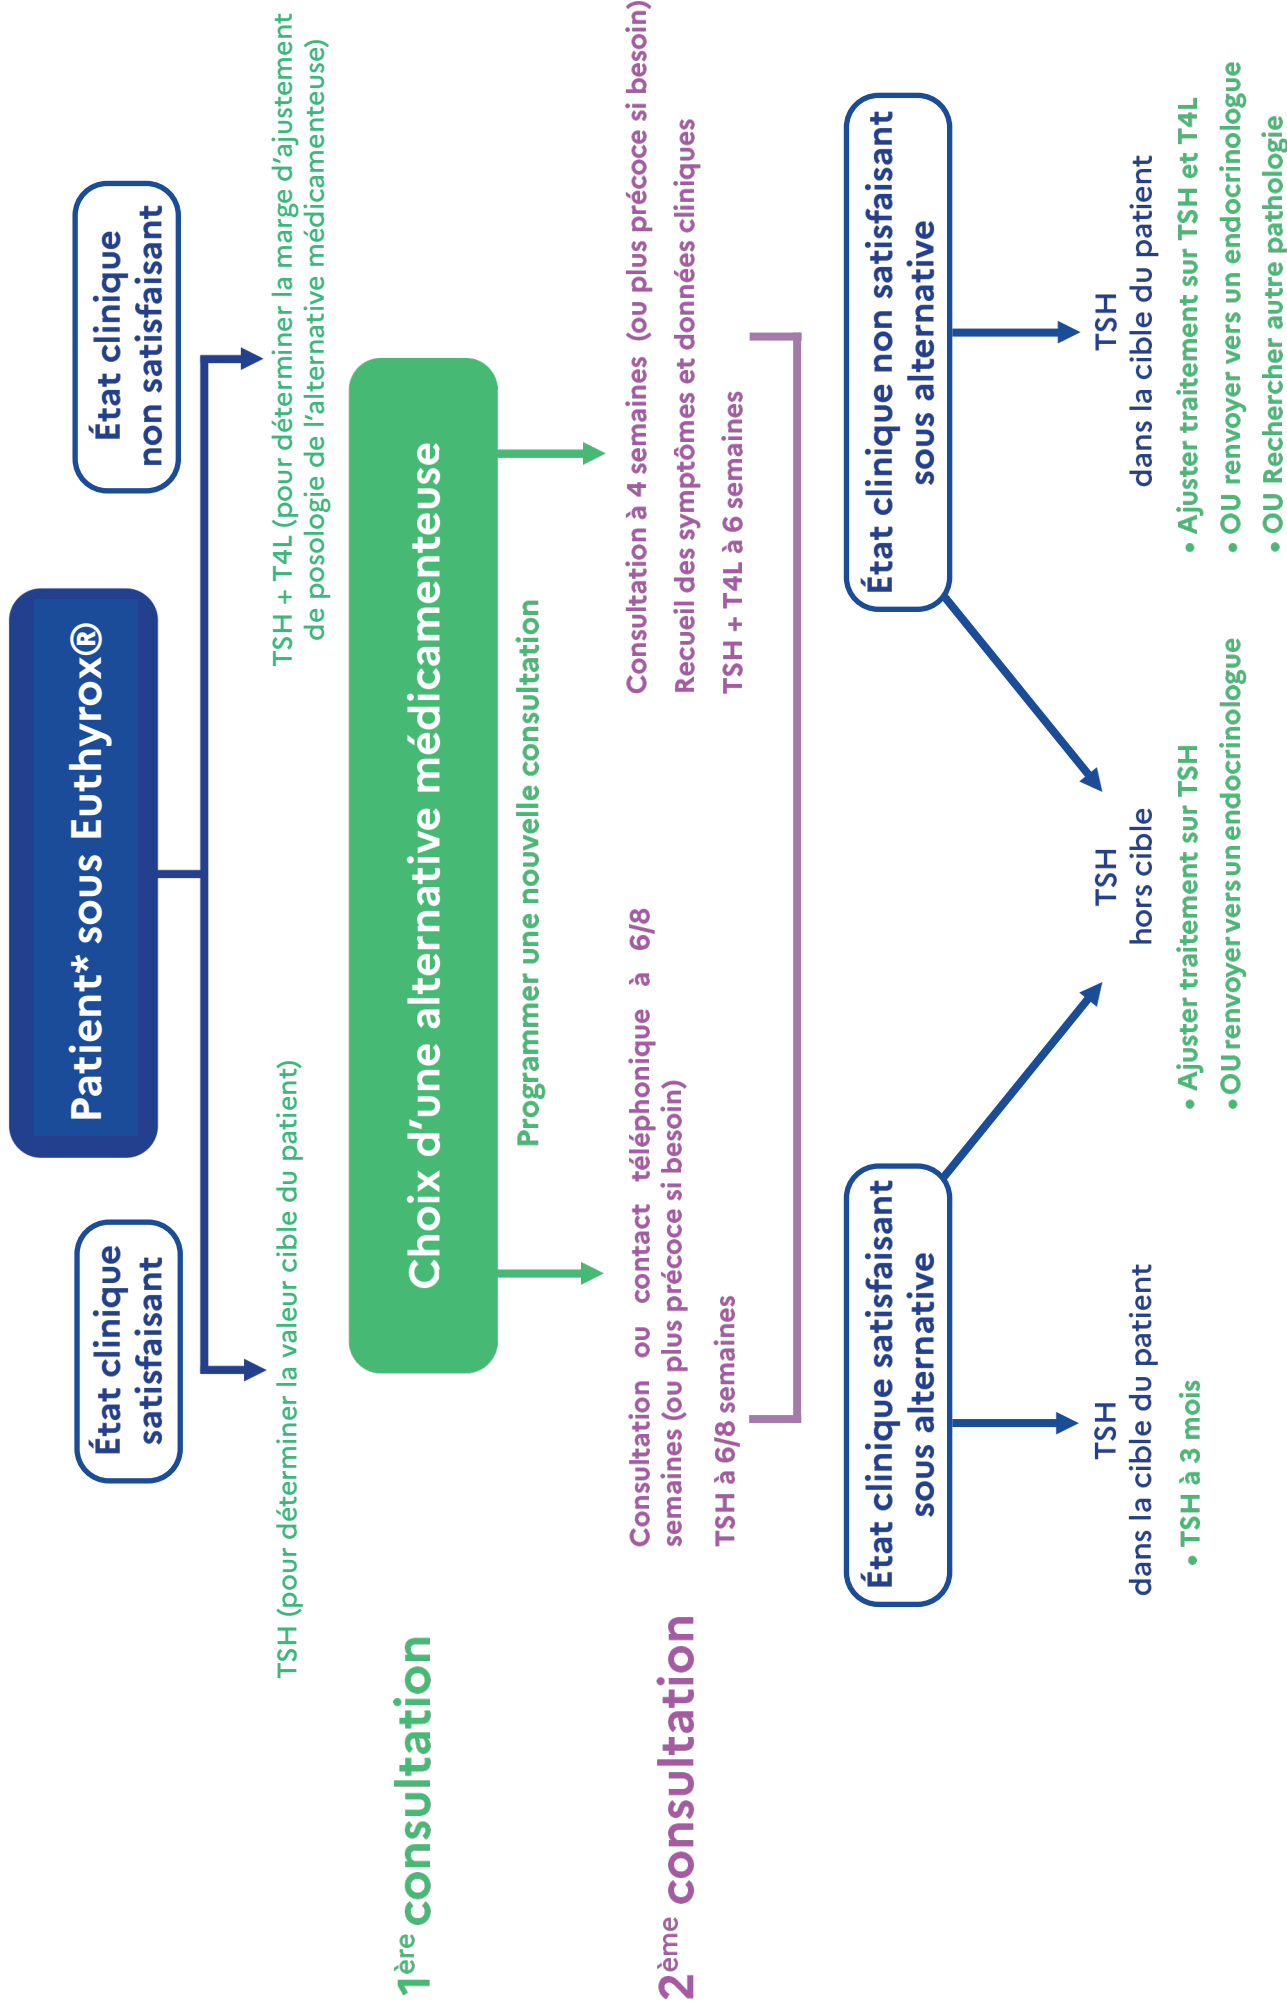 Patient* sous Euthyrox®
État clinique
satisfaisant
État clinique
non satisfaisant
TSH (pour déterminer la valeur cible du patient)
TSH + T4L (pour déterminer la marge d’ajustement
de posologie de l’alternative médicamenteuse)
1ère consultation
Choix d’une alternative médicamenteuse
Programmer une nouvelle consultation
2ème consultation
Consultation ou contact téléphonique à 6/8
semaines (ou plus précoce si besoin)
TSH à 6/8 semaines
Consultation à 4 semaines (ou plus précoce si besoin)
Recueil des symptômes et données cliniques
TSH + T4L à 6 semaines
État clinique satisfaisant
sous alternative
État clinique non satisfaisant
sous alternative
TSH
dans la cible du patient
• TSH à 3 mois
TSH
hors cible
• Ajuster traitement sur TSH
• OU renvoyer vers un endocrinologue
TSH
dans la cible du patient
• Ajuster traitement sur TSH et T4L
• OU renvoyer vers un endocrinologue
• OU Rechercher autre pathologie